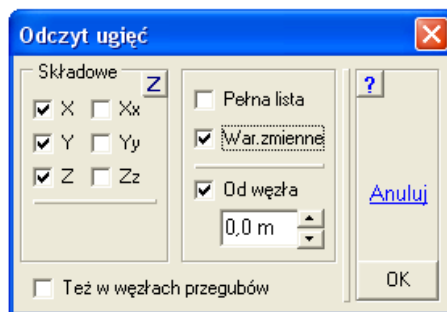 Odczyt ugięć
Składowe
Z
X Xx
Y Yy
Z Zz
Pełna lista
War.zmienne
Od węzła
0,0 m
?
Anuluj
OK
Też w węzłach przegubów